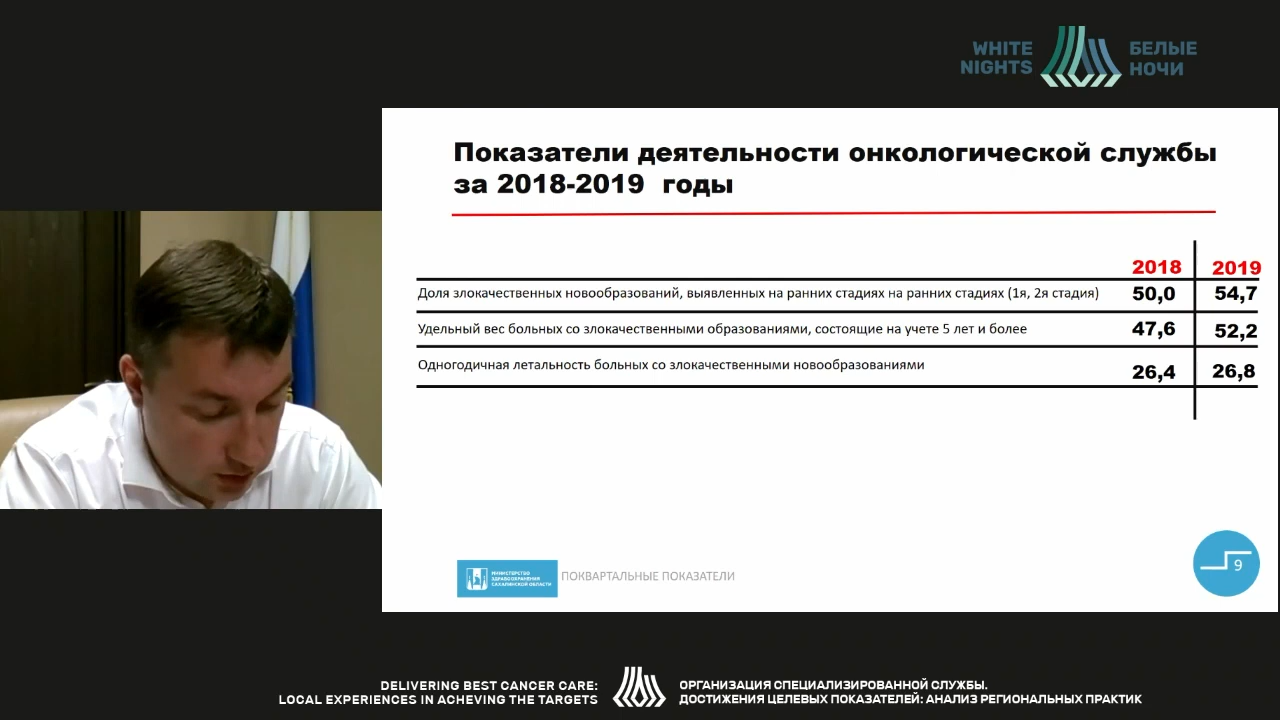 WHITE
NIGHTS
БЕЛЫЕ
НОЧИ
Показатели деятельности онкологической службы
за 2018-2019 годы
2018 2019
Доля злокачественных новообразований, выявленных на ранних стадиях на ранних стадиях (1я, 2я стадия) 50,0 54,7
Удельный вес больных со злокачественными образованиями, состоящие на учете 5 лет и более 47,6 52,2
Одногодичная летальность больных со злокачественными новообразованиями 26,4 26,8
МИНИСТЕРСТВО
ЗДРАВООХРАНЕНИЯ
САХАЛИНСКОЙ ОБЛАСТИ
ПОКВАРТАЛЬНЫЕ ПОКАЗАТЕЛИ
9
DELIVERING BEST CANCER CARE:
LOCAL EXPERIENCES IN ACHEVING THE TARGETS
ОРГАНИЗАЦИЯ СПЕЦИАЛИЗИРОВАННОЙ СЛУЖБЫ.
ДОСТИЖЕНИЯ ЦЕЛЕВЫХ ПОКАЗАТЕЛЕЙ: АНАЛИЗ РЕГИОНАЛЬНЫХ ПРАКТИК